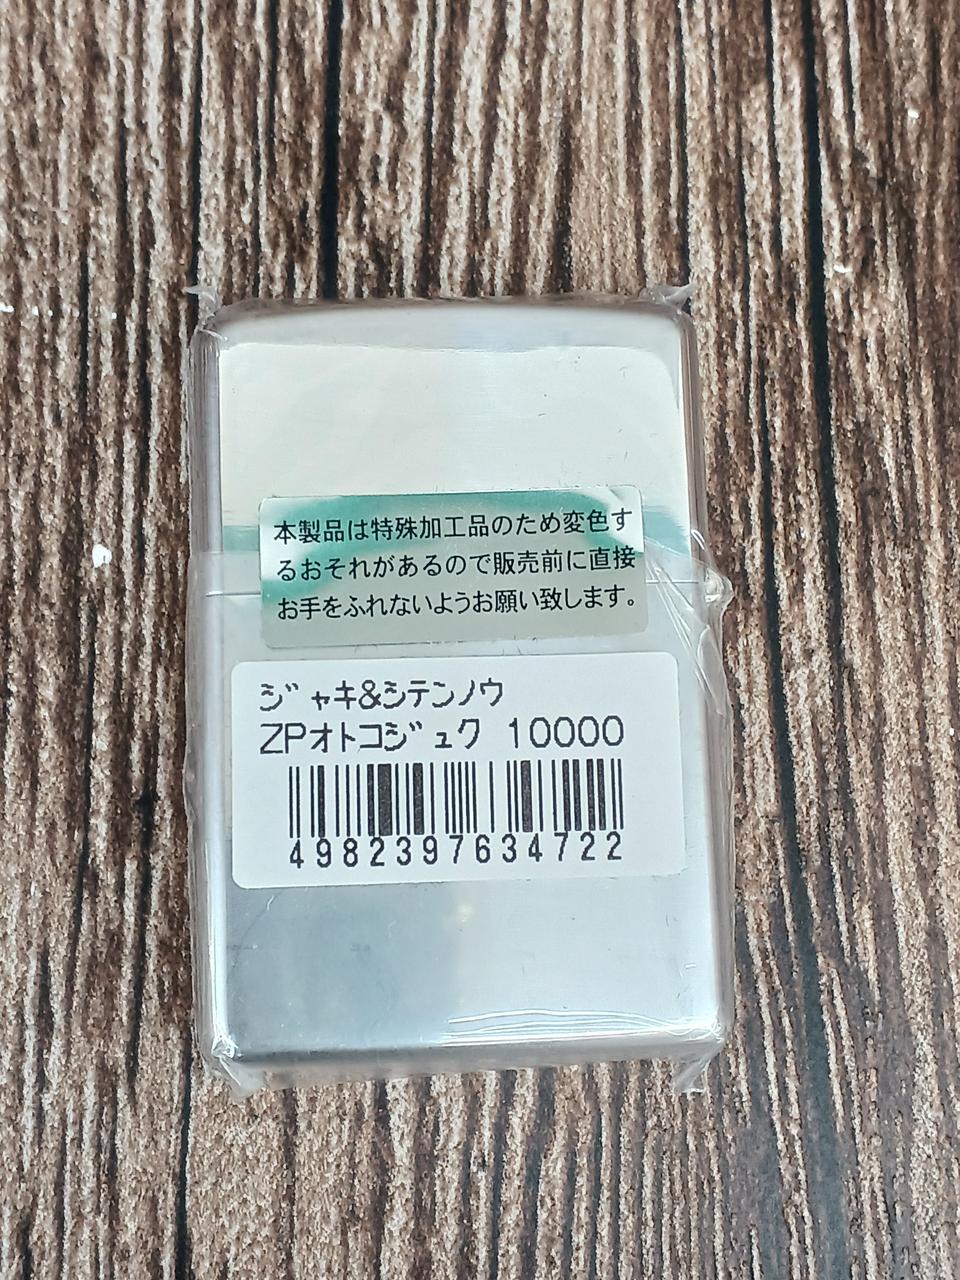 本製品は特殊加工品のため変色す
るおそれがあるので販売前に直接
お手をふれないようお願い致します。
ジャキ&シテンノウ
ZPオトコジュク 10000
4982397634722